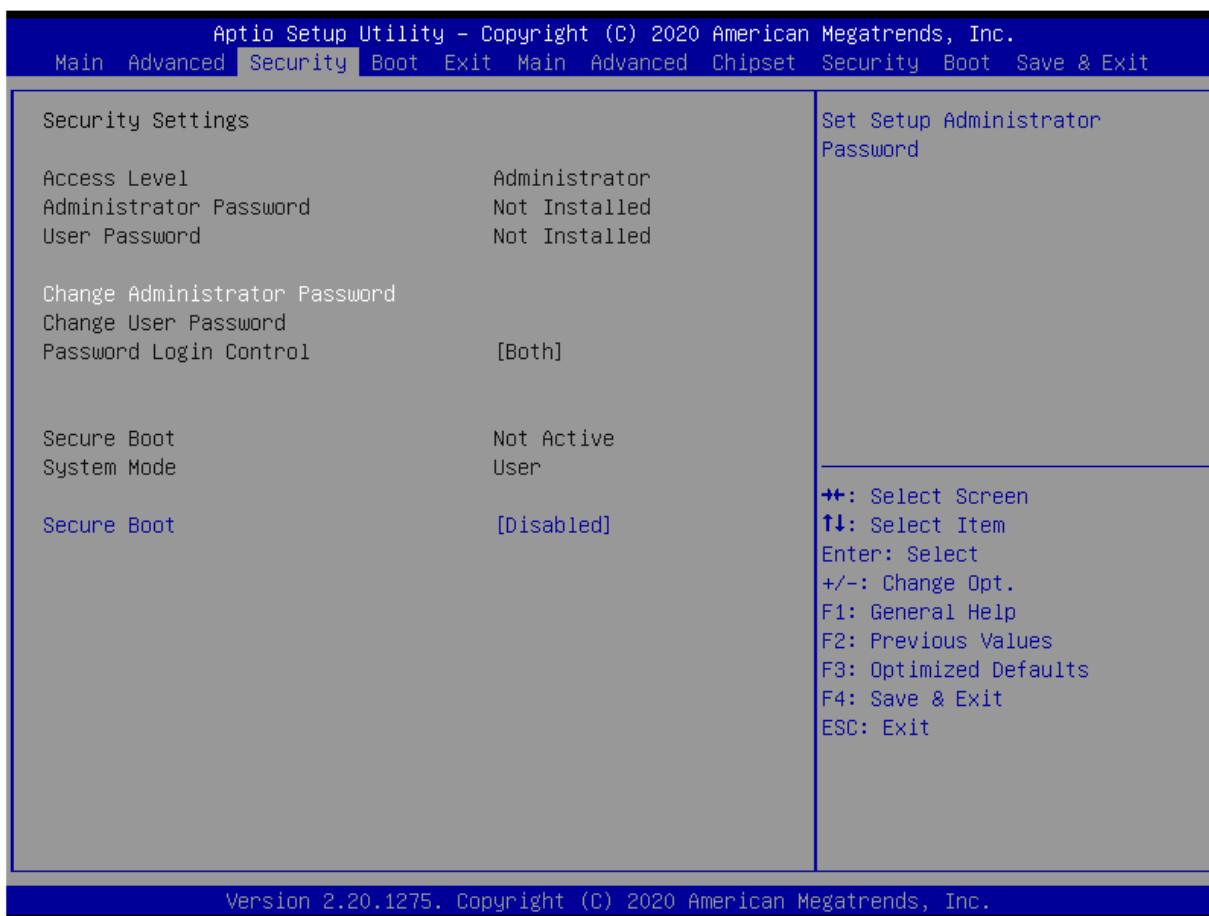 Aptio Setup Utility – Copyright (C) 2020 American Megatrends, Inc.
Main Advanced Security Boot Exit Main Advanced Chipset Security Boot Save & Exit
Security Settings
Access Level Administrator
Administrator Password Not Installed
User Password Not Installed
Change Administrator Password
Change User Password
Password Login Control [Both]
Secure Boot Not Active
System Mode User
Secure Boot [Disabled]
Set Setup Administrator
Password
→←: Select Screen
↑↓: Select Item
Enter: Select
+/-: Change Opt.
F1: General Help
F2: Previous Values
F3: Optimized Defaults
F4: Save & Exit
ESC: Exit
Version 2.20.1275. Copyright (C) 2020 American Megatrends, Inc.